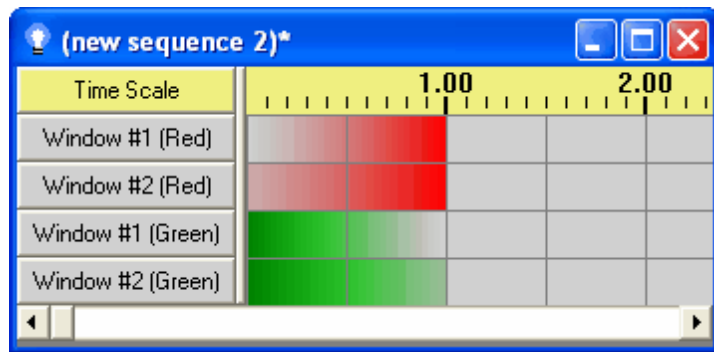 (new sequence 2)*
Time Scale 1.00 2.00
Window #1 (Red)
Window #2 (Red)
Window #1 (Green)
Window #2 (Green)